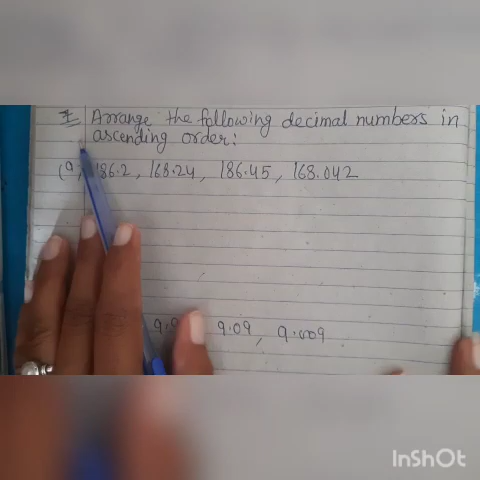 7 Arrange the following decimal numbers in
ascending order:
(a) 186.2, 168.24, 186.45, 168.042
9.09, 9.009
InShOt